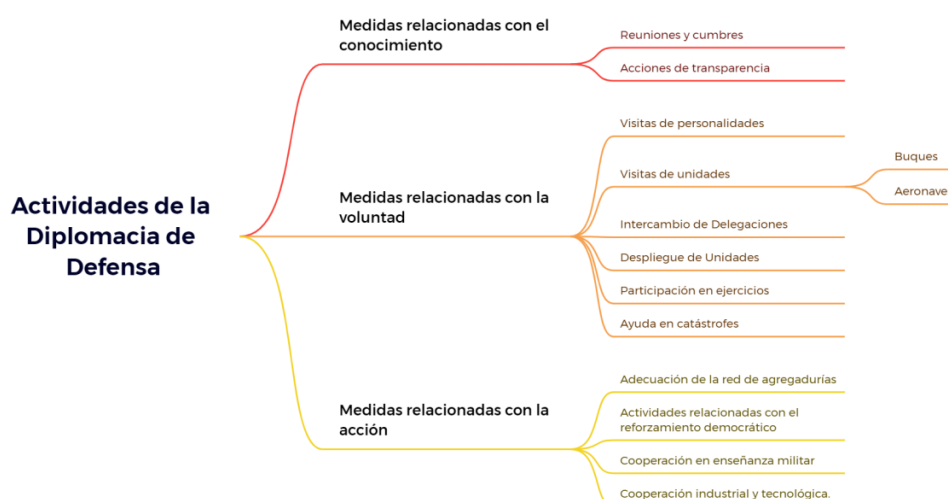 Actividades de la
Diplomacia de
Defensa
Medidas relacionadas con el
conocimiento
Reuniones y cumbres
Acciones de transparencia
Medidas relacionadas con la
voluntad
Visitas de personalidades
Visitas de unidades
Buques
Aeronave
Intercambio de Delegaciones
Despliegue de Unidades
Participación en ejercicios
Ayuda en catástrofes
Medidas relacionadas con la
acción
Adecuación de la red de agregadurías
Actividades relacionadas con el
reforzamiento democrático
Cooperación en enseñanza militar
Cooperación industrial y tecnológica.